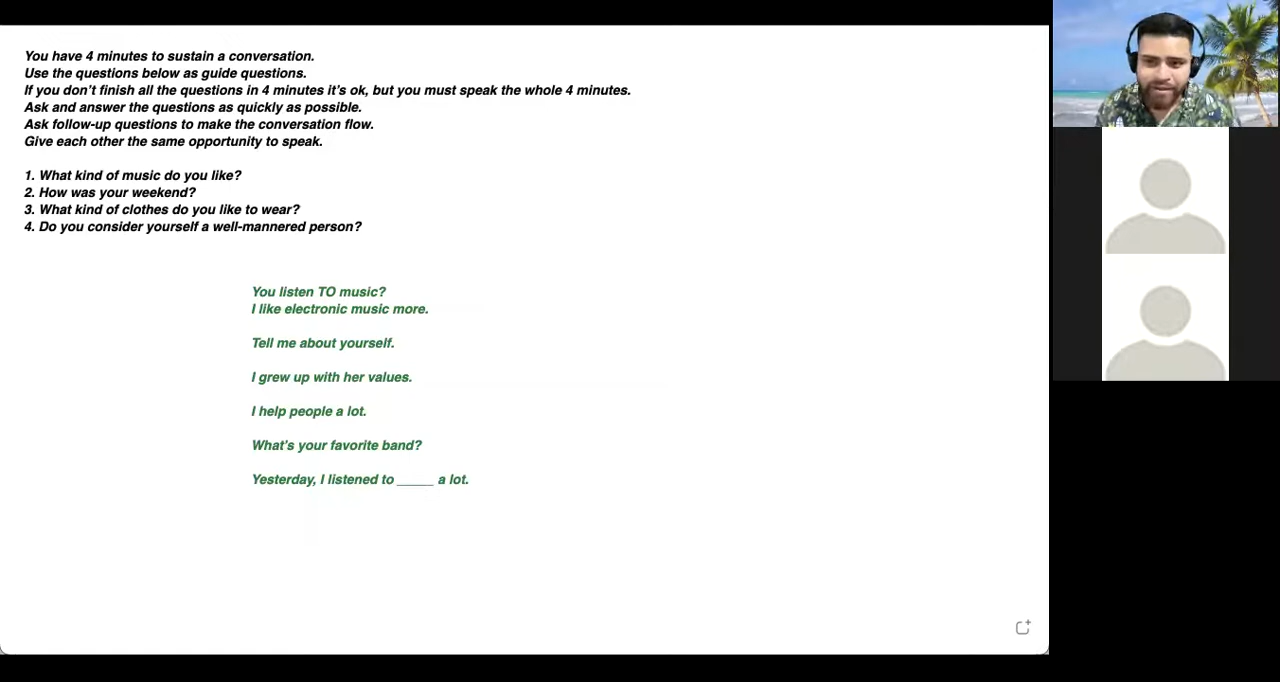 You have 4 minutes to sustain a conversation.
Use the questions below as guide questions.
If you don't finish all the questions in 4 minutes it's ok, but you must speak the whole 4 minutes.
Ask and answer the questions as quickly as possible.
Ask follow-up questions to make the conversation flow.
Give each other the same opportunity to speak.
1. What kind of music do you like?
2. How was your weekend?
3. What kind of clothes do you like to wear?
4. Do you consider yourself a well-mannered person?
You listen TO music?
I like electronic music more.
Tell me about yourself.
I grew up with her values.
I help people a lot.
What's your favorite band?
Yesterday, I listened to _____ a lot.